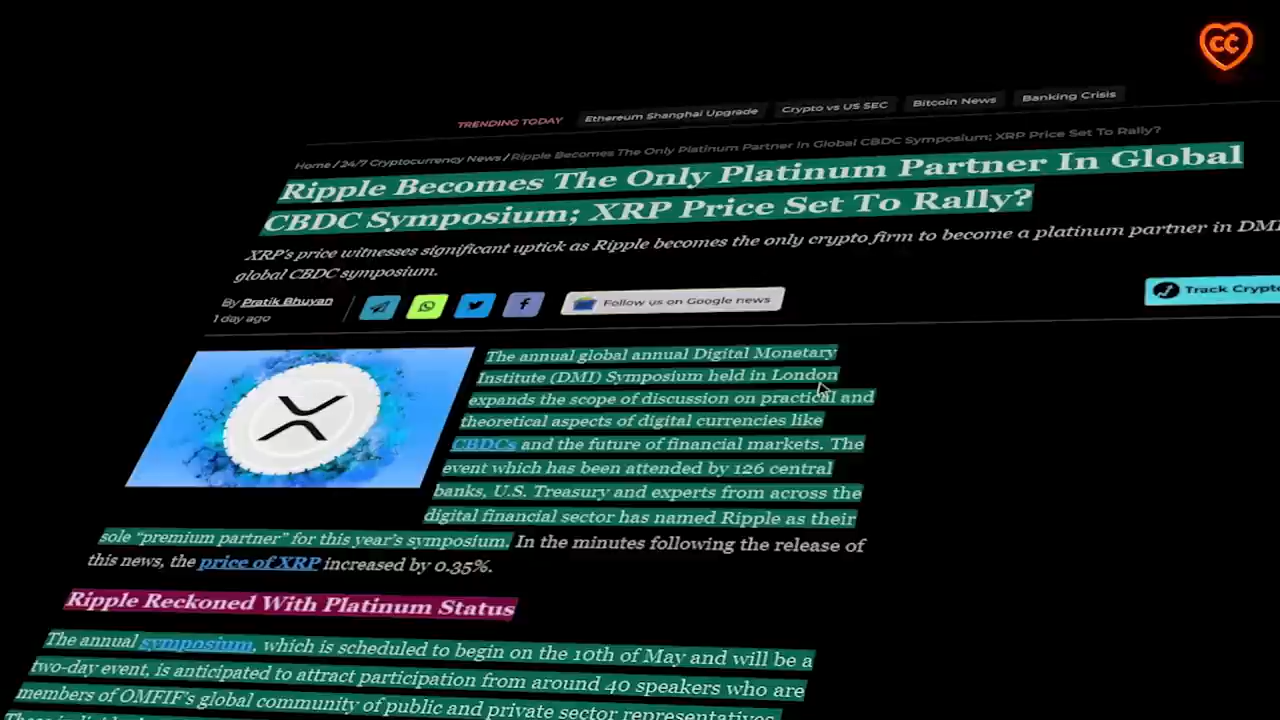 CC
TRENDING TODAY Ethereum Shanghai Upgrade Crypto vs US SEC Bitcoin News Banking Crisis
Home / 24/7 Cryptocurrency News / Ripple Becomes The Only Platinum Partner In Global CBDC Symposium; XRP Price Set To Rally?
Ripple Becomes The Only Platinum Partner In Global
CBDC Symposium; XRP Price Set To Rally?
XRP's price witnesses significant uptick as Ripple becomes the only crypto firm to become a platinum partner in DMI
global CBDC symposium.
By Pratik Bhuyan
1 day ago
Follow us on Google news
Track Crypto
The annual global annual Digital Monetary
Institute (DMI) Symposium held in London
expands the scope of discussion on practical and
theoretical aspects of digital currencies like
CBDCs and the future of financial markets. The
event which has been attended by 126 central
banks, U.S. Treasury and experts from across the
digital financial sector has named Ripple as their
sole “premium partner” for this year's symposium. In the minutes following the release of
this news, the price of XRP increased by 0.35%.
Ripple Reckoned With Platinum Status
The annual symposium, which is scheduled to begin on the 10th of May and will be a
two-day event, is anticipated to attract participation from around 40 speakers who are
members of OMFIF's global community of public and private sector representatives.